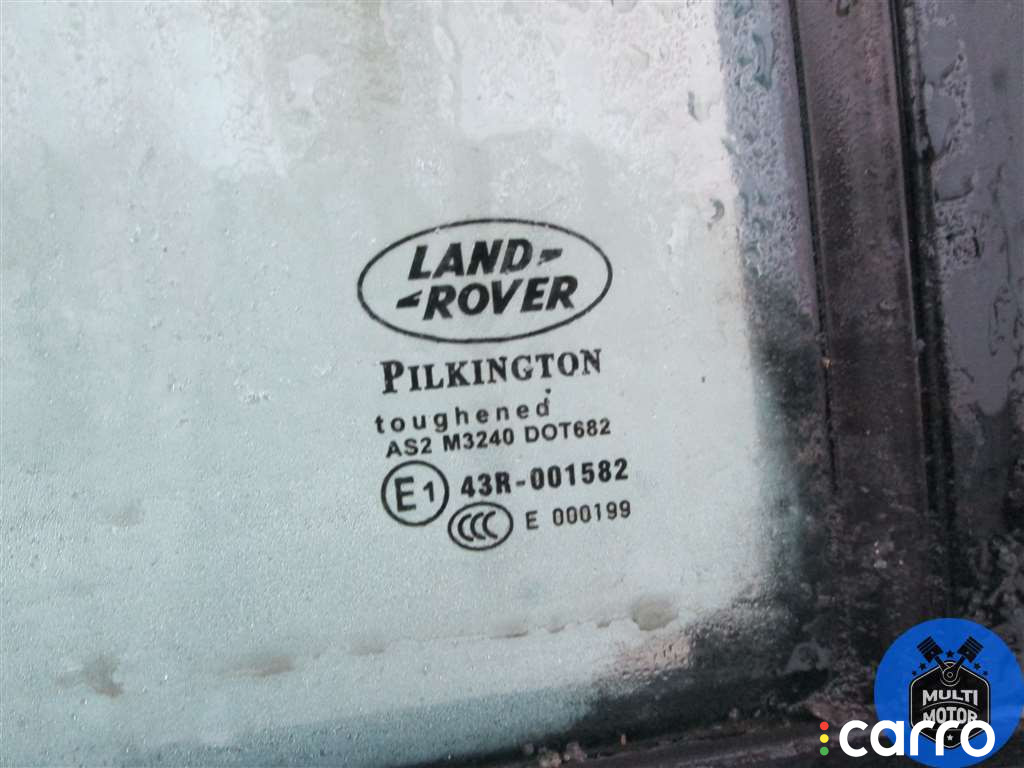 LAND-
-ROVER
PILKINGTON
toughened
AS2 M3240 DOT682
E1 43R-001582
CCC E 000199
MULTI
MOTOR
carro